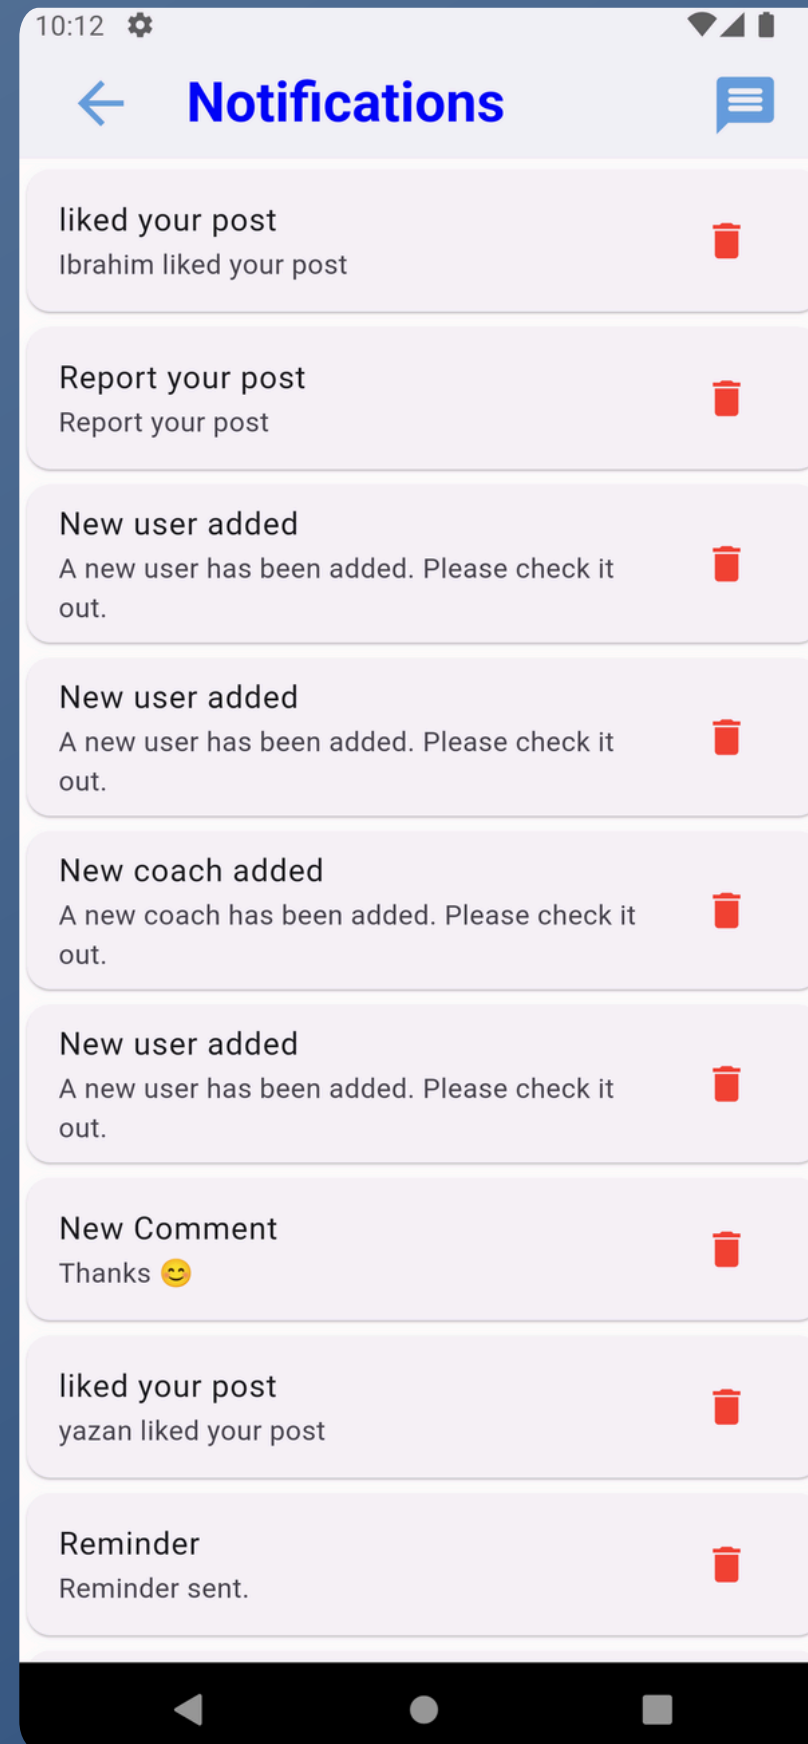 10:12
Notifications
liked your post
Ibrahim liked your post
Report your post
Report your post
New user added
A new user has been added. Please check it
out.
New user added
A new user has been added. Please check it
out.
New coach added
A new coach has been added. Please check it
out.
New user added
A new user has been added. Please check it
out.
New Comment
Thanks 😊
liked your post
yazan liked your post
Reminder
Reminder sent.